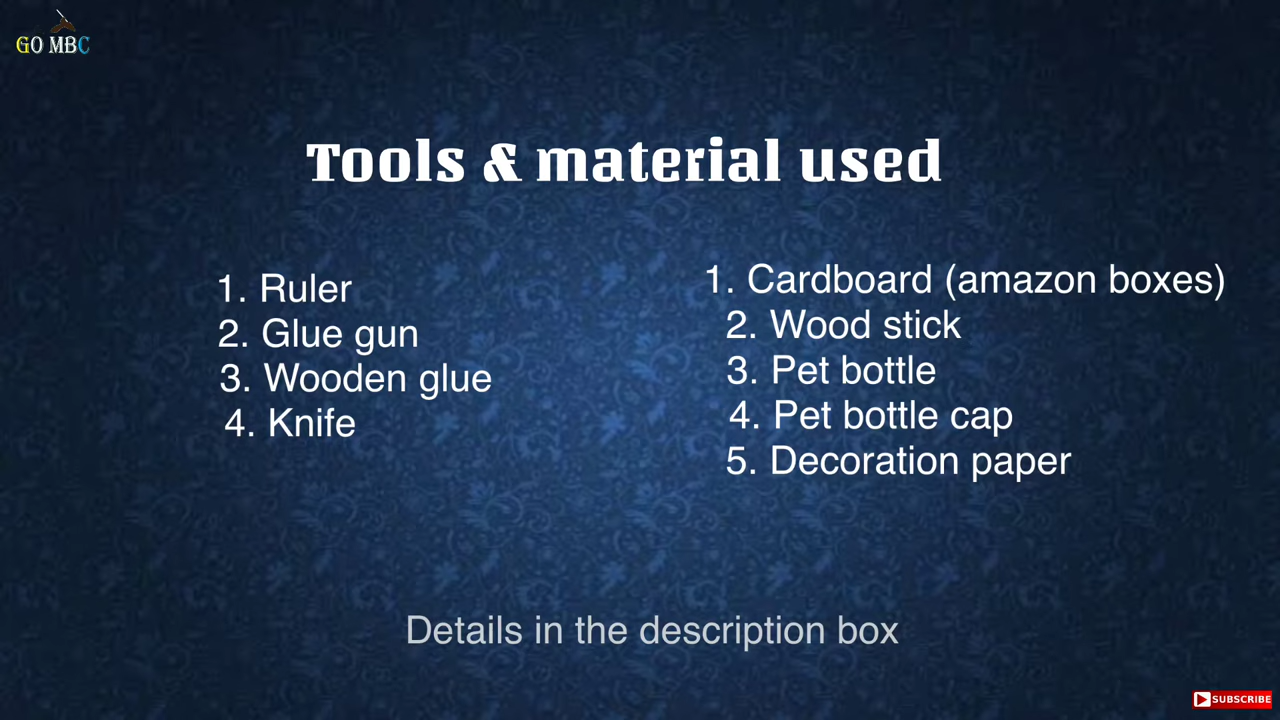 GO MBC
Tools & material used
1. Ruler
2. Glue gun
3. Wooden glue
4. Knife
1. Cardboard (amazon boxes)
2. Wood stick
3. Pet bottle
4. Pet bottle cap
5. Decoration paper
Details in the description box
SUBSCRIBE